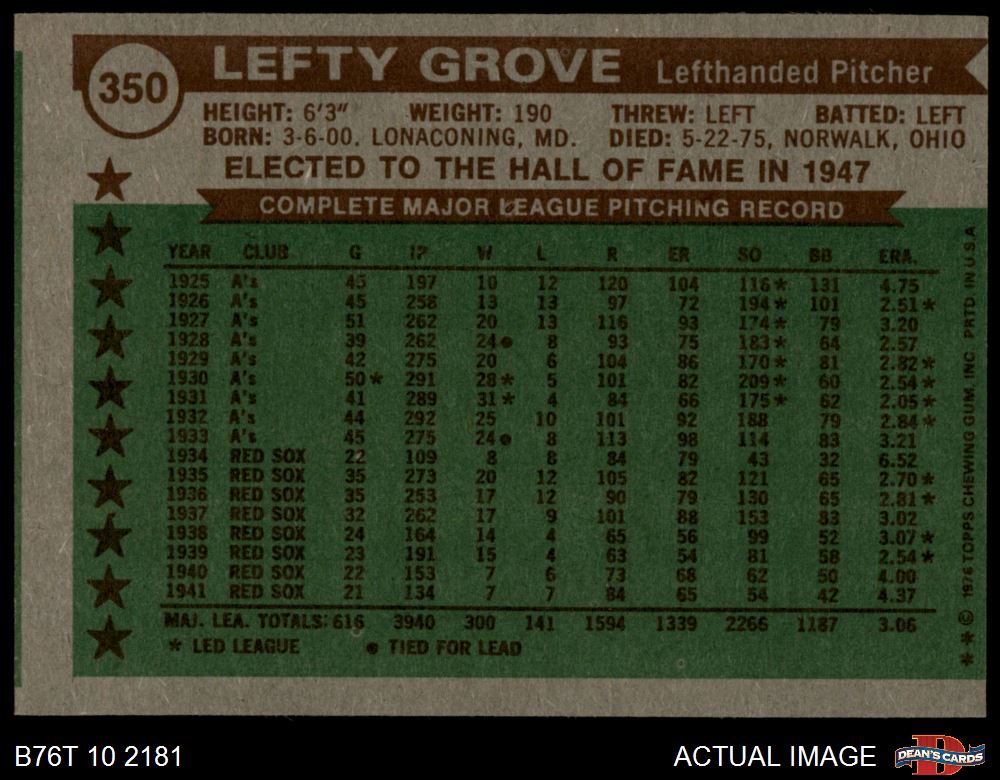 350
LEFTY GROVE Lefthanded Pitcher
HEIGHT: 6'3" WEIGHT: 190 THREW: LEFT BATTED: LEFT
BORN: 3-6-00. LONACONING, MD. DIED: 5-22-75, NORWALK, OHIO
ELECTED TO THE HALL OF FAME IN 1947
COMPLETE MAJOR LEAGUE PITCHING RECORD
YEAR CLUB G IP W L R ER SO BB ERA.
1925 A's 45 197 10 12 120 104 116* 131 4.75
1926 A's 45 258 13 13 97 72 194* 101 2.51*
1927 A's 51 262 20 13 116 93 174* 79 3.20
1928 A's 39 262 24● 8 93 75 183* 64 2.57
1929 A's 42 275 20 6 104 86 170* 81 2.82*
1930 A's 50* 291 28* 5 101 82 209* 60 2.54*
1931 A's 41 289 31* 4 84 66 175* 62 2.05*
1932 A's 44 292 25 10 101 92 188 79 2.84*
1933 A's 45 275 24● 8 113 98 114 83 3.21
1934 RED SOX 22 109 8 8 84 79 43 32 6.52
1935 RED SOX 35 273 20 12 105 82 121 65 2.70*
1936 RED SOX 35 253 17 12 90 79 130 65 2.81*
1937 RED SOX 32 262 17 9 101 88 153 83 3.02
1938 RED SOX 24 164 14 4 65 56 99 52 3.07*
1939 RED SOX 23 191 15 4 63 54 81 58 2.54*
1940 RED SOX 22 153 7 6 73 68 62 50 4.00
1941 RED SOX 21 134 7 7 84 65 54 42 4.37
MAJ. LEA. TOTALS: 616 3940 300 141 1594 1339 2266 1187 3.06
* LED LEAGUE ● TIED FOR LEAD
* * © 1976 TOPPS CHEWING GUM, INC PRTD IN U.S.A
B76T 10 2181 ACTUAL IMAGE
D
DEAN'S CARDS